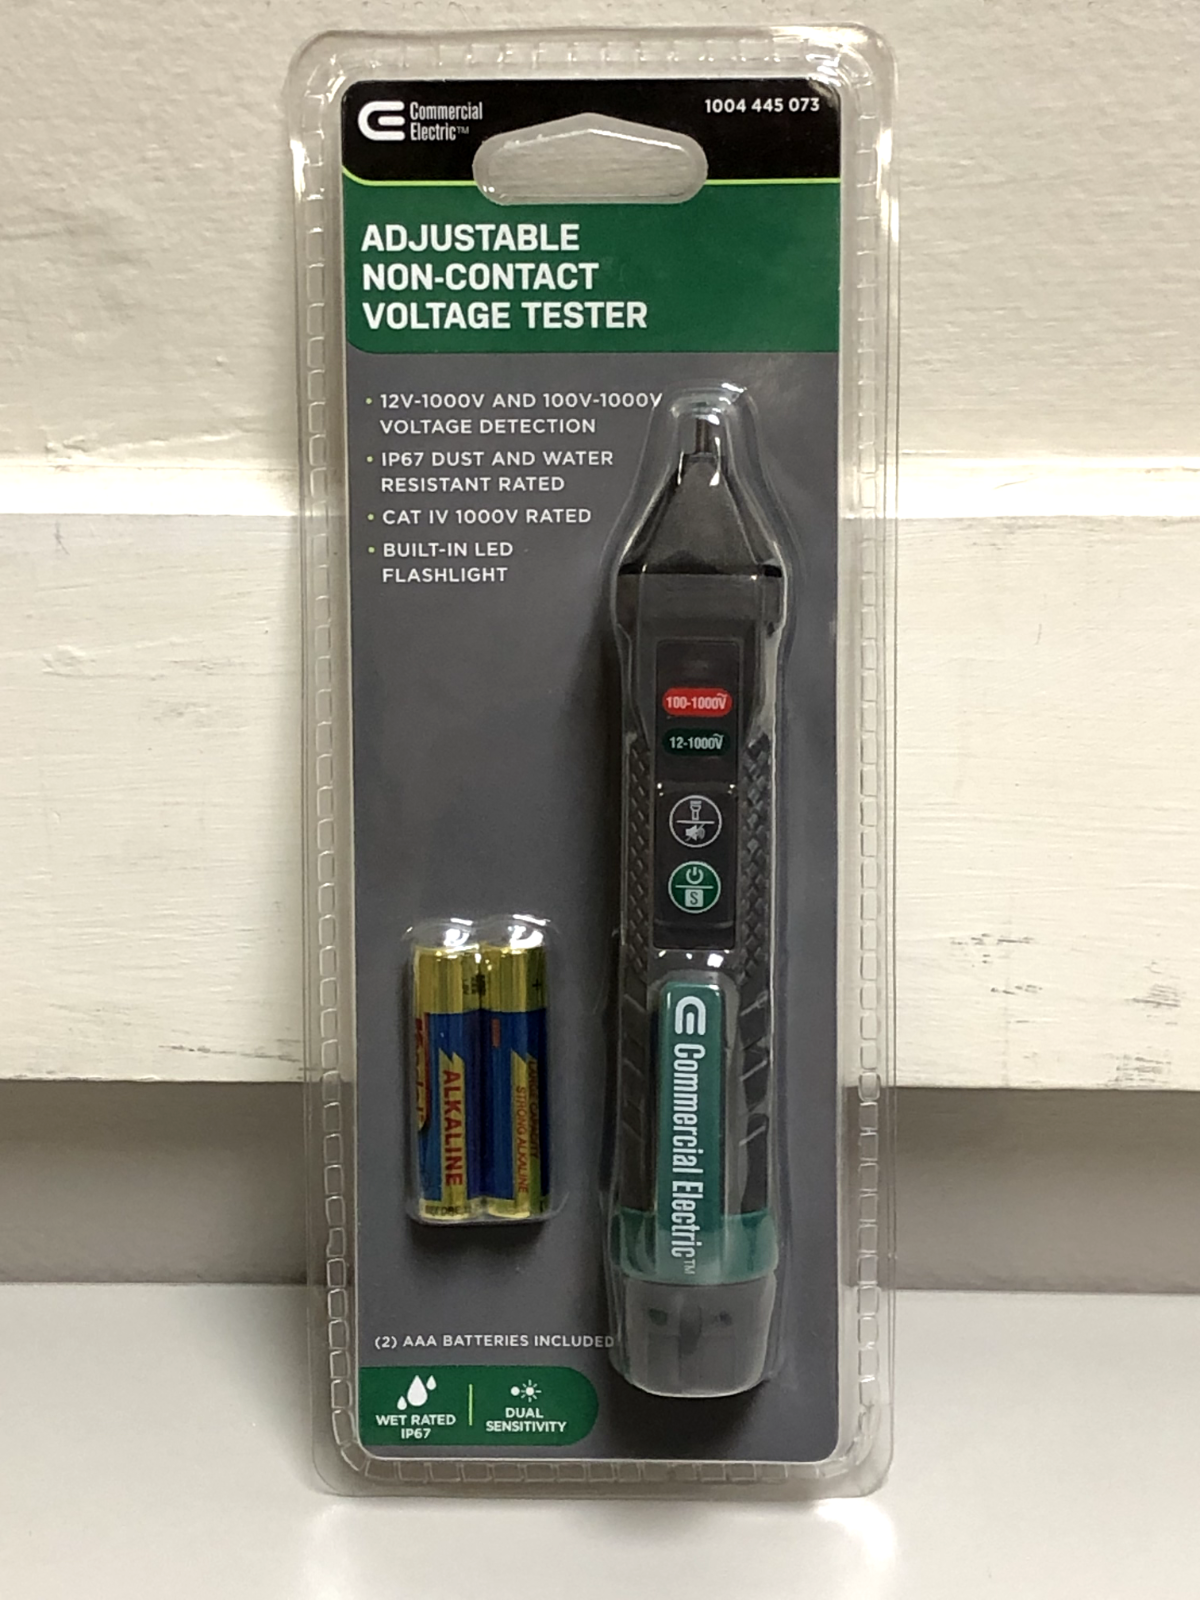 Commercial
Electric™
1004 445 073
ADJUSTABLE
NON-CONTACT
VOLTAGE TESTER
• 12V-1000V AND 100V-1000V
VOLTAGE DETECTION
• IP67 DUST AND WATER
RESISTANT RATED
• CAT IV 1000V RATED
• BUILT-IN LED
FLASHLIGHT
100-1000V~
12-1000V~
S
Commercial Electric™
ALKALINE
STRONG ALKALINE
(2) AAA BATTERIES INCLUDED
WET RATED
IP67
DUAL
SENSITIVITY